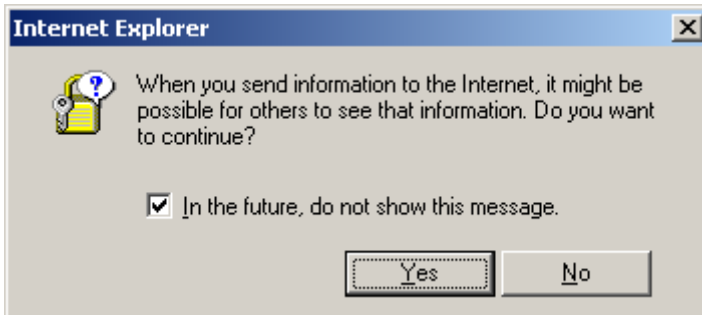 Internet Explorer
When you send information to the Internet, it might be
possible for others to see that information. Do you want
to continue?
In the future, do not show this message.
Yes
No